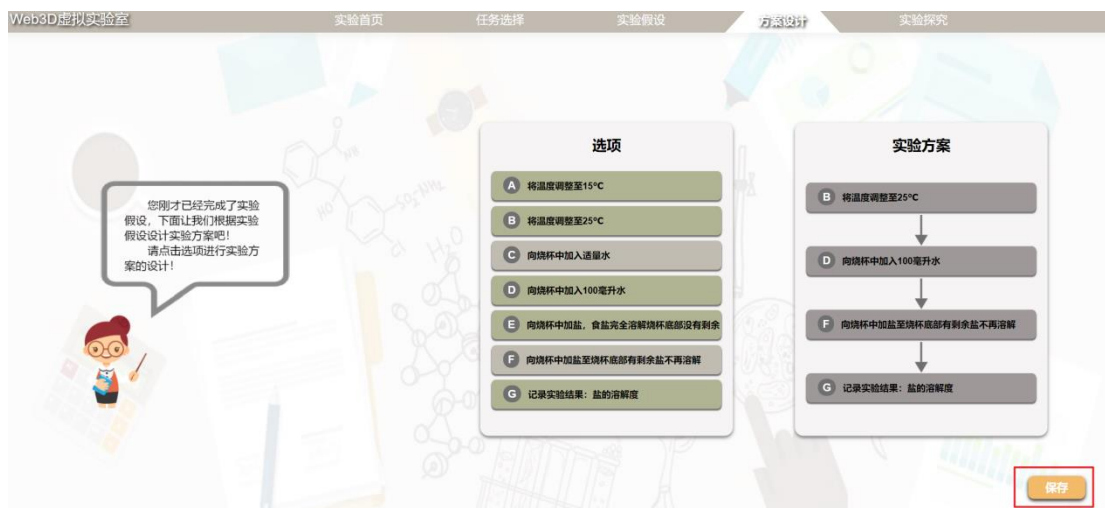 Web3D虚拟实验室
实验首页
任务选择
实验假设
方案设计
实验探究
您刚才已经完成了实验
假设，下面让我们根据实验
假设设计实验方案吧！
请点击选项进行实验方
案的设计！
选项
A 将温度调整至15°C
B 将温度调整至25°C
C 向烧杯中加入适量水
D 向烧杯中加入100毫升水
E 向烧杯中加盐，食盐完全溶解烧杯底部没有剩余
F 向烧杯中加盐至烧杯底部有剩余盐不再溶解
G 记录实验结果：盐的溶解度
实验方案
B 将温度调整至25°C
D 向烧杯中加入100毫升水
F 向烧杯中加盐至烧杯底部有剩余盐不再溶解
G 记录实验结果：盐的溶解度
保存